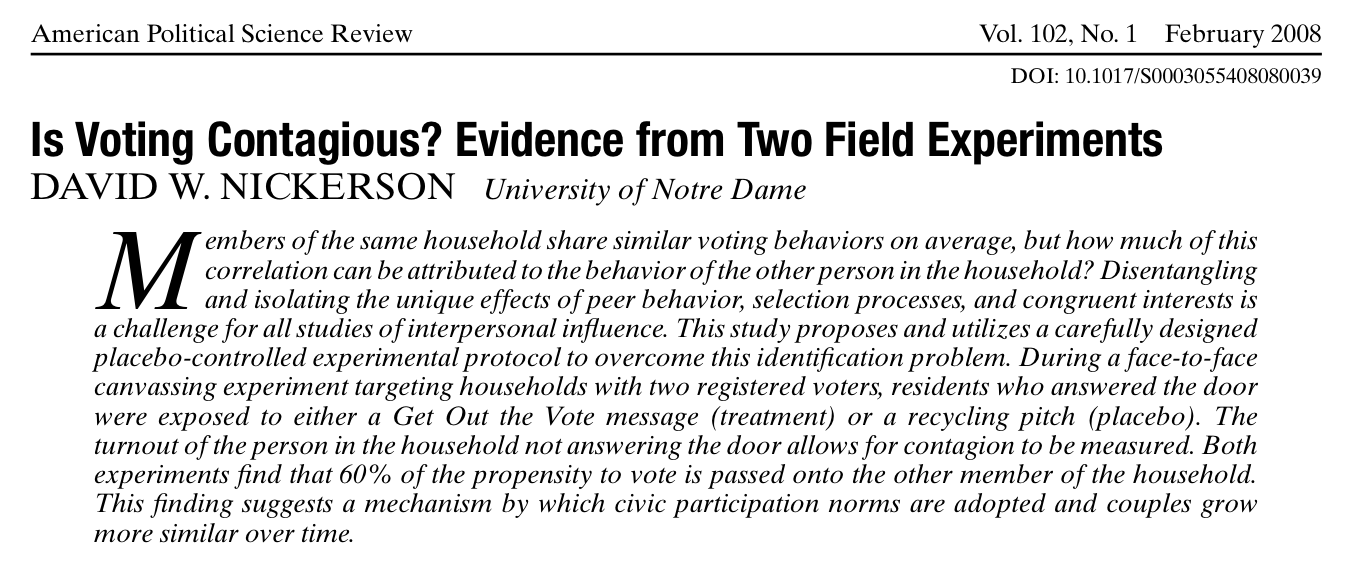 American Political Science Review Vol. 102, No. 1 February 2008
DOI: 10.1017/S0003055408080039
Is Voting Contagious? Evidence from Two Field Experiments
DAVID W. NICKERSON University of Notre Dame
Members of the same household share similar voting behaviors on average, but how much of this
correlation can be attributed to the behavior of the other person in the household? Disentangling
and isolating the unique effects of peer behavior, selection processes, and congruent interests is
a challenge for all studies of interpersonal influence. This study proposes and utilizes a carefully designed
placebo-controlled experimental protocol to overcome this identification problem. During a face-to-face
canvassing experiment targeting households with two registered voters, residents who answered the door
were exposed to either a Get Out the Vote message (treatment) or a recycling pitch (placebo). The
turnout of the person in the household not answering the door allows for contagion to be measured. Both
experiments find that 60% of the propensity to vote is passed onto the other member of the household.
This finding suggests a mechanism by which civic participation norms are adopted and couples grow
more similar over time.